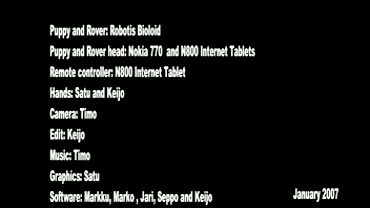 Puppy and Rover: Robotis Bioloid
Puppy and Rover head: Nokia 770 and N800 Internet Tablets
Remote controller: N800 Internet Tablet
Hands: Satu and Keijo
Camera: Timo
Edit: Keijo
Music: Timo
Graphics: Satu
Software: Markku, Marko , Jari, Seppo and Keijo
January 2007